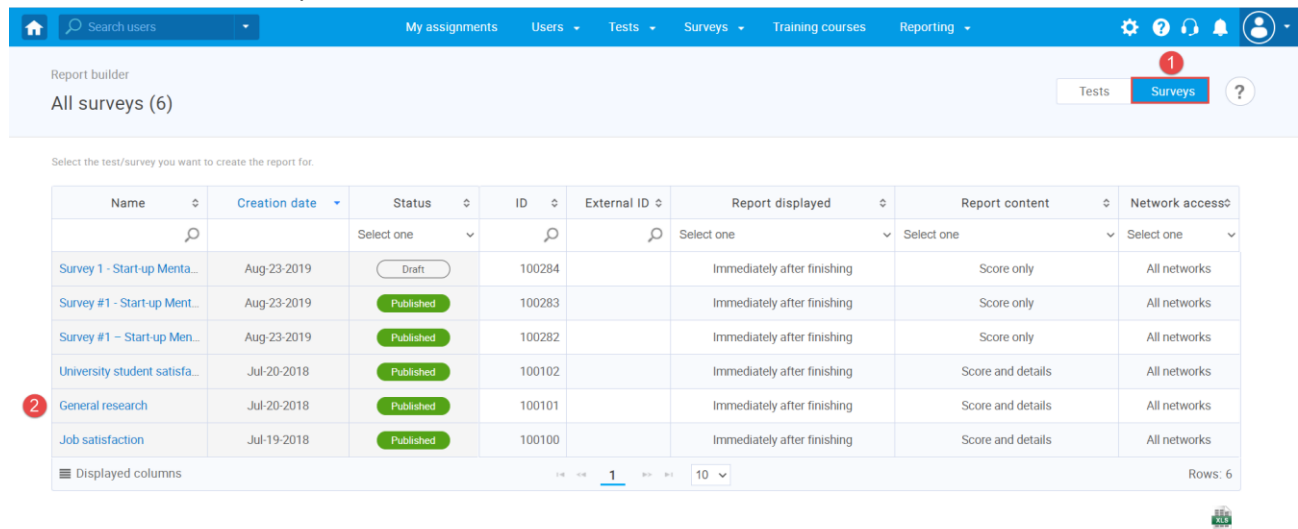 Search users My assignments Users Tests Surveys Training courses Reporting
1
Report builder
All surveys (6) Tests Surveys ?
Select the test/survey you want to create the report for.
Name Creation date Status ID External ID Report displayed Report content Network access
Select one Select one Select one Select one
Survey 1 - Start-up Menta... Aug-23-2019 Draft 100284 Immediately after finishing Score only All networks
Survey #1 - Start-up Ment... Aug-23-2019 Published 100283 Immediately after finishing Score only All networks
Survey #1 – Start-up Men... Aug-23-2019 Published 100282 Immediately after finishing Score only All networks
University student satisfa... Jul-20-2018 Published 100102 Immediately after finishing Score and details All networks
2 General research Jul-20-2018 Published 100101 Immediately after finishing Score and details All networks
Job satisfaction Jul-19-2018 Published 100100 Immediately after finishing Score and details All networks
Displayed columns 1 10 Rows: 6
XLS